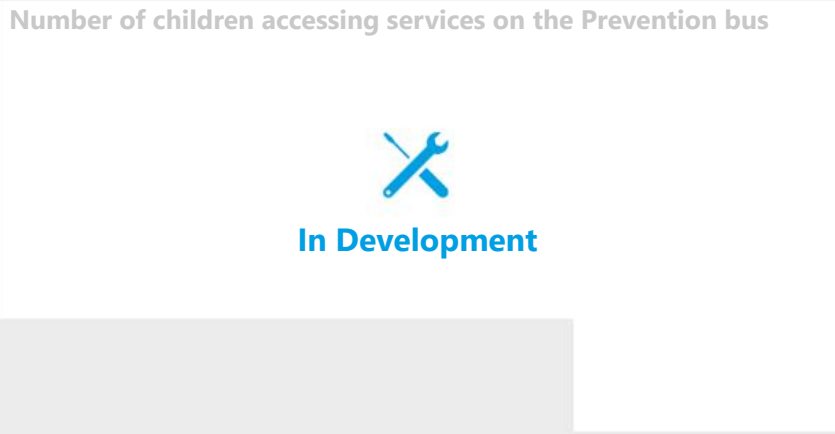 Number of children accessing services on the Prevention bus
In Development